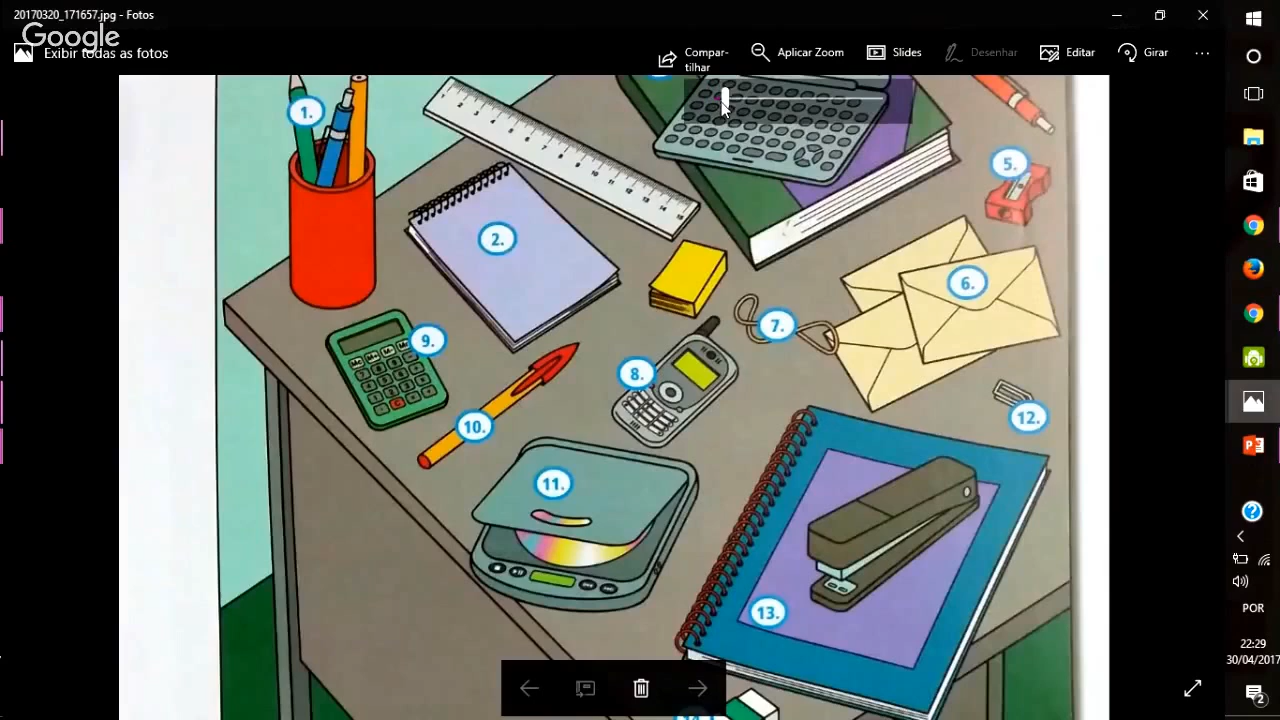 20170320_171657.jpg - Fotos
Google
Exibir todas as fotos
Compar-
tilhar
Aplicar Zoom
Slides
Desenhar
Editar
Girar
1.
2.
5.
6.
7.
8.
9.
10.
11.
12.
13.
POR
22:29
30/04/2017
2